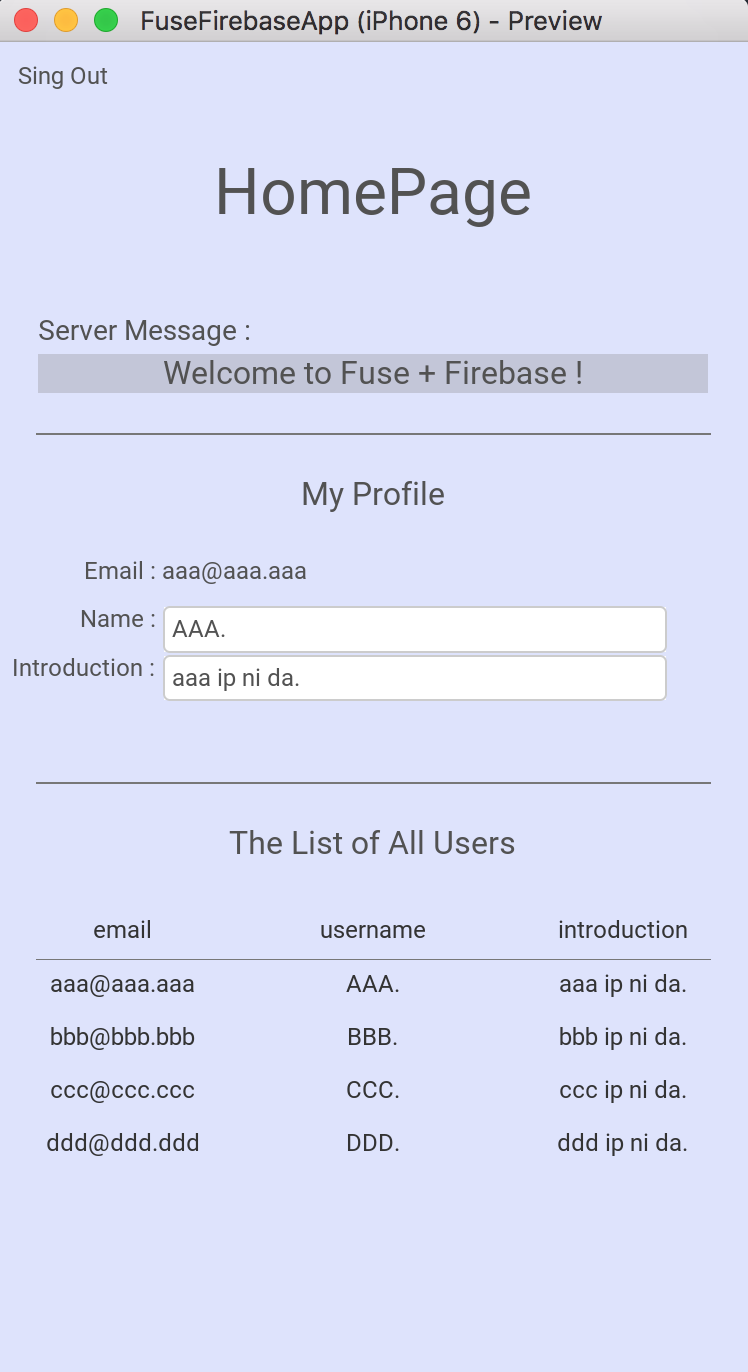 FuseFirebaseApp (iPhone 6) - Preview
Sing Out
HomePage
Server Message :
Welcome to Fuse + Firebase !
My Profile
Email : aaa@aaa.aaa
Name : AAA.
Introduction : aaa ip ni da.
The List of All Users
email username introduction
aaa@aaa.aaa AAA. aaa ip ni da.
bbb@bbb.bbb BBB. bbb ip ni da.
ccc@ccc.ccc CCC. ccc ip ni da.
ddd@ddd.ddd DDD. ddd ip ni da.